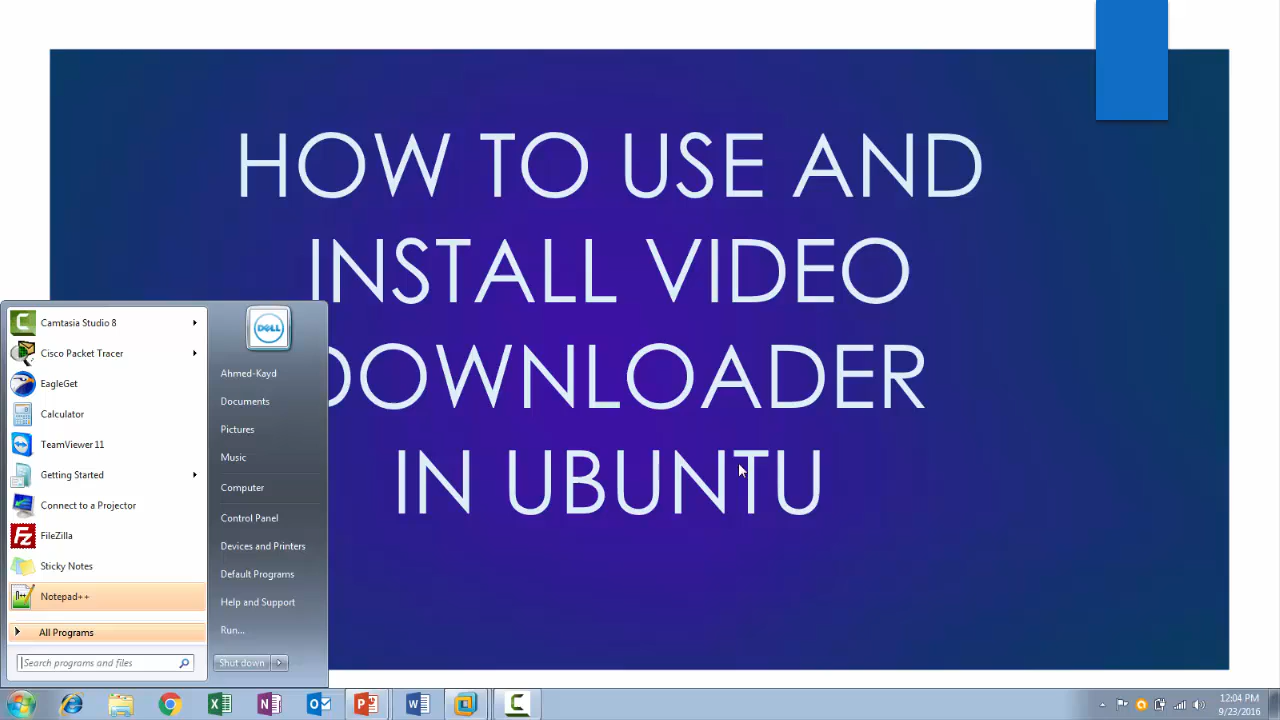 HOW TO USE AND
INSTALL VIDEO
DOWNLOADER
IN UBUNTU
Camtasia Studio 8
Cisco Packet Tracer
EagleGet
Calculator
TeamViewer 11
Getting Started
Connect to a Projector
FileZilla
Sticky Notes
Notepad++
All Programs
Search programs and files
DELL
Ahmed-Kayd
Documents
Pictures
Music
Computer
Control Panel
Devices and Printers
Default Programs
Help and Support
Run...
Shut down
12:04 PM
9/23/2016